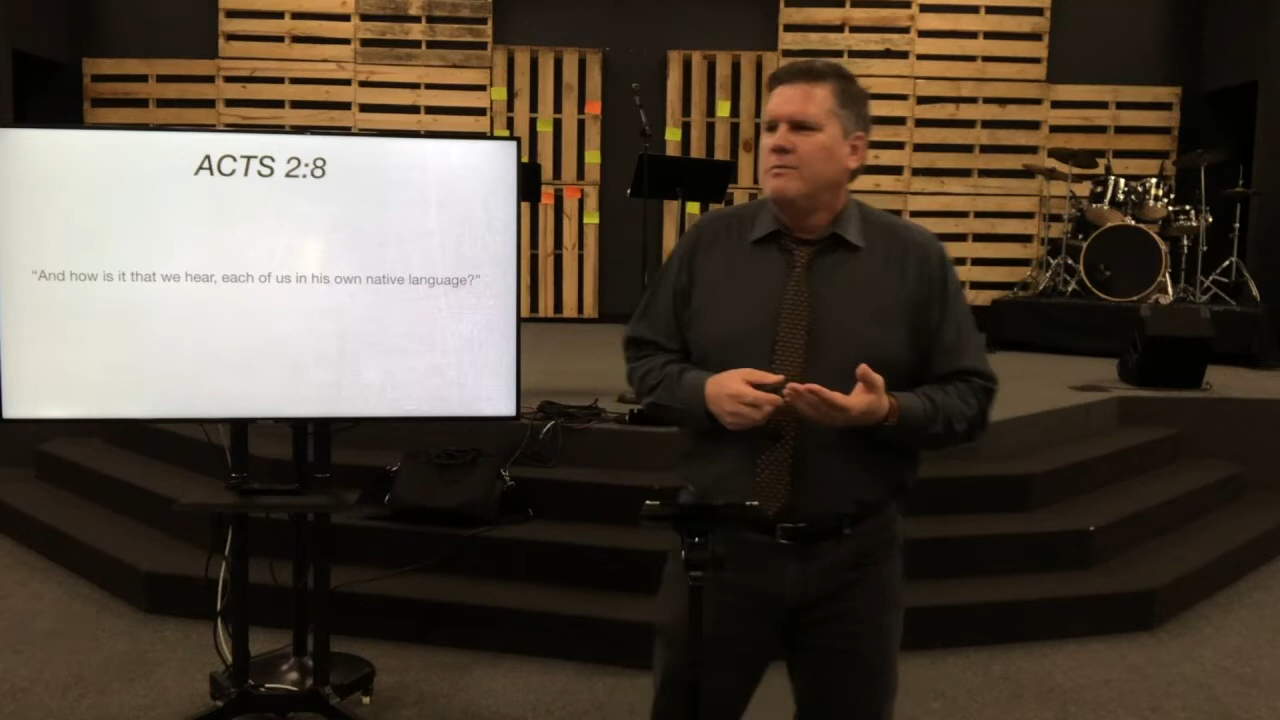 ACTS 2:8
“And how is it that we hear, each of us in his own native language?”